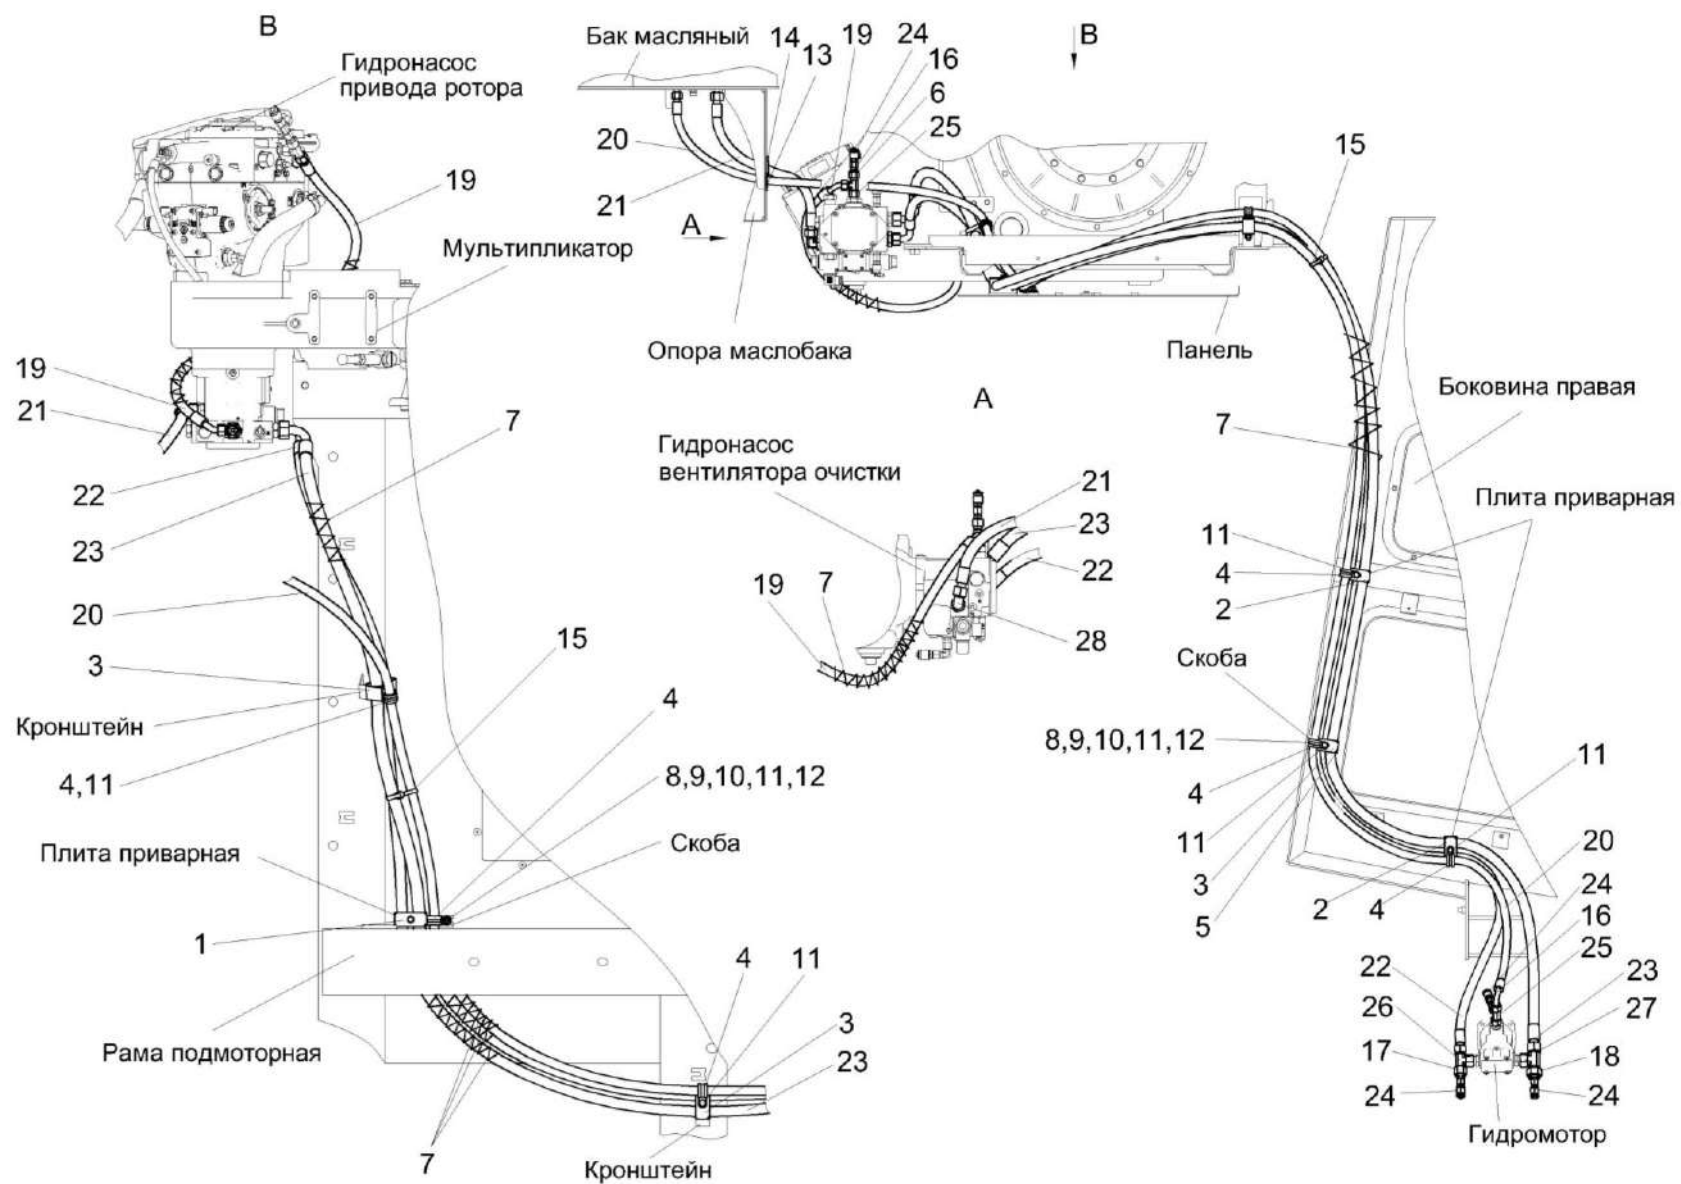 В
Гидронасос
привода ротора
19
Мультипликатор
19
21
22
23
7
20
3
Кронштейн
4,11
15
4
8,9,10,11,12
Плита приварная
Скоба
1
4
11
3
23
Рама подмоторная
7
Кронштейн
Бак масляный
14
13
19
24
16
6
25
В
20
21
А
Опора маслобака
15
Панель
А
Гидронасос
вентилятора очистки
21
23
22
19
7
28
Боковина правая
7
Плита приварная
11
4
2
Скоба
8,9,10,11,12
4
11
3
5
11
2
4
20
24
16
25
22
26
17
24
23
27
18
24
Гидромотор